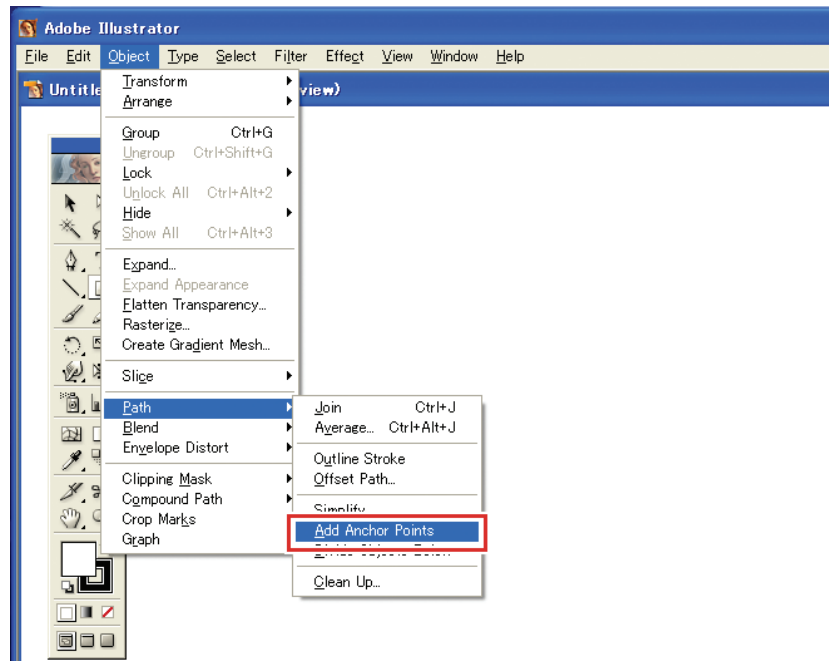 Adobe Illustrator
File Edit Object Type Select Filter Effect View Window Help
Untitle view)
Transform
Arrange
Group Ctrl+G
Ungroup Ctrl+Shift+G
Lock
Unlock All Ctrl+Alt+2
Hide
Show All Ctrl+Alt+3
Expand...
Expand Appearance
Flatten Transparency...
Rasterize...
Create Gradient Mesh...
Slice
Path
Blend
Envelope Distort
Clipping Mask
Compound Path
Crop Marks
Graph
Join Ctrl+J
Average... Ctrl+Alt+J
Outline Stroke
Offset Path...
Simplify
Add Anchor Points
Clean Up...